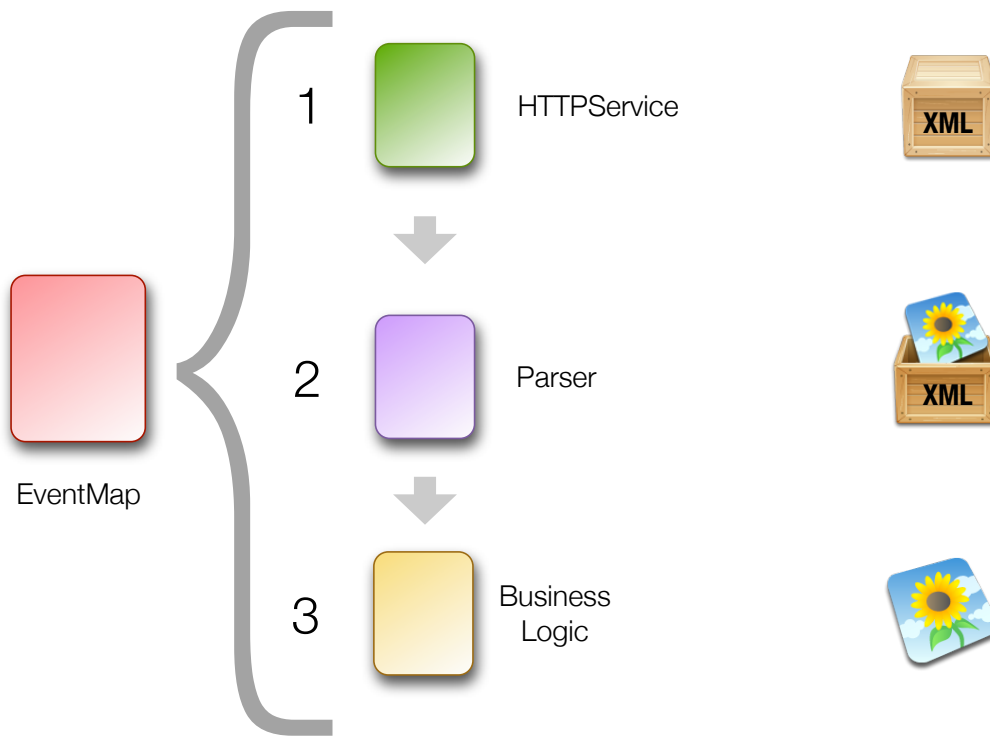 1
HTTPService
XML
2
Parser
XML
EventMap
3
Business
Logic